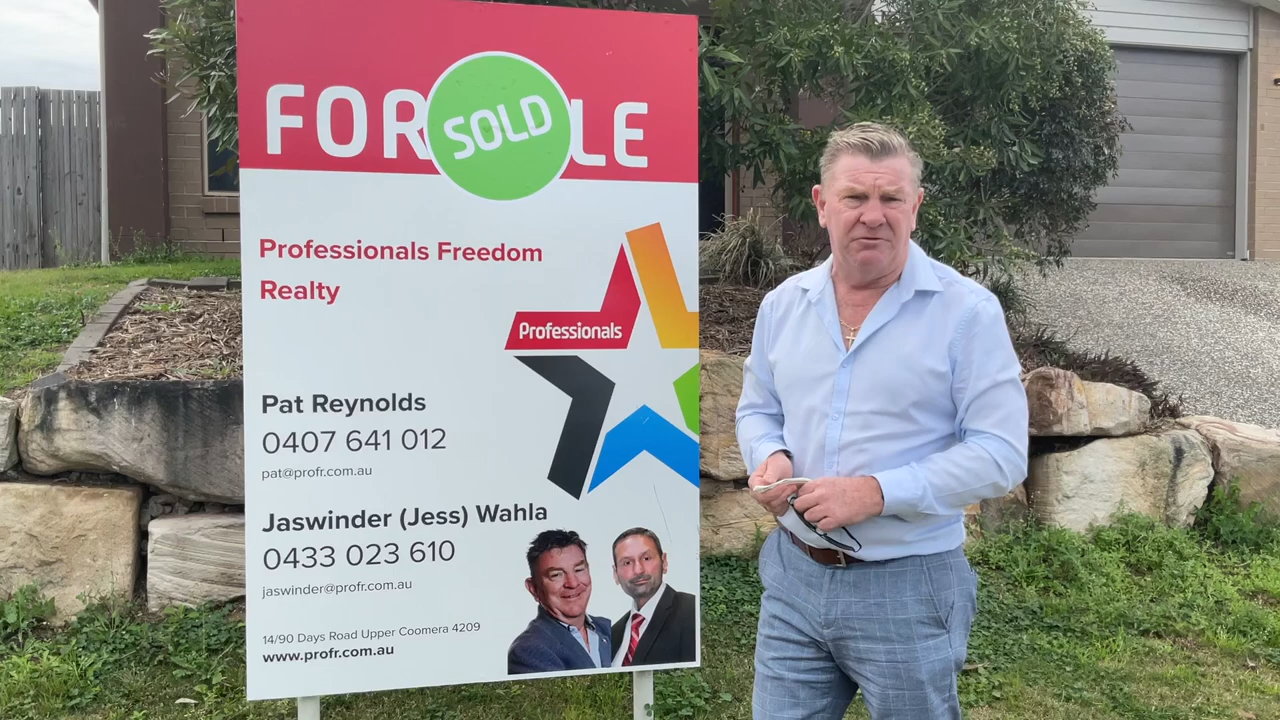 FOR SOLD LE
Professionals Freedom
Realty
Professionals
Pat Reynolds
0407 641 012
pat@profr.com.au
Jaswinder (Jess) Wahla
0433 023 610
jaswinder@profr.com.au
14/90 Days Road Upper Coomera 4209
www.profr.com.au